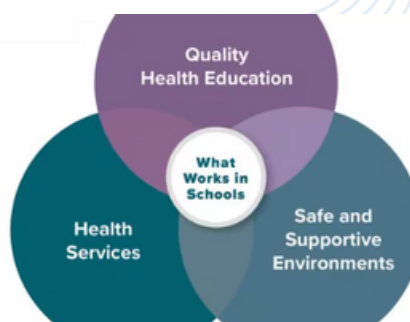 Quality
Health Education
What
Works in
Schools
Health
Services
Safe and
Supportive
Environments